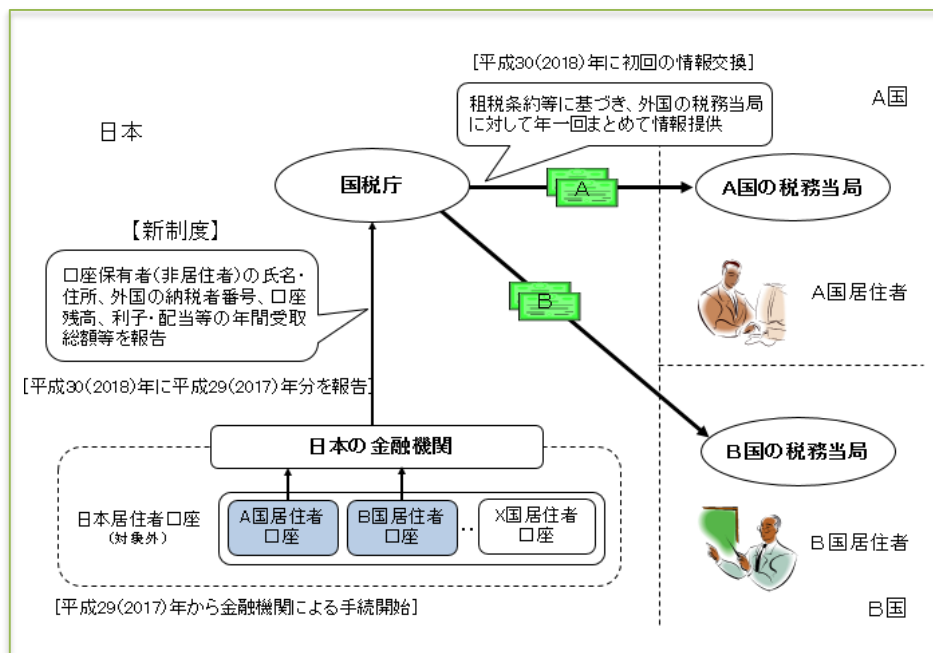 [平成30(2018)年に初回の情報交換]
租税条約等に基づき、外国の税務当局
に対して年一回まとめて情報提供
A国
日本
国税庁
A
A国の税務当局
【新制度】
口座保有者(非居住者)の氏名・
住所、外国の納税者番号、口座
残高、利子・配当等の年間受取
総額等を報告
B
A国居住者
[平成30(2018)年に平成29(2017)年分を報告]
日本の金融機関
B国の税務当局
日本居住者口座
(対象外)
A国居住者
口座
B国居住者
口座
‥
X国居住者
口座
B国居住者
[平成29(2017)年から金融機関による手続開始]
B国